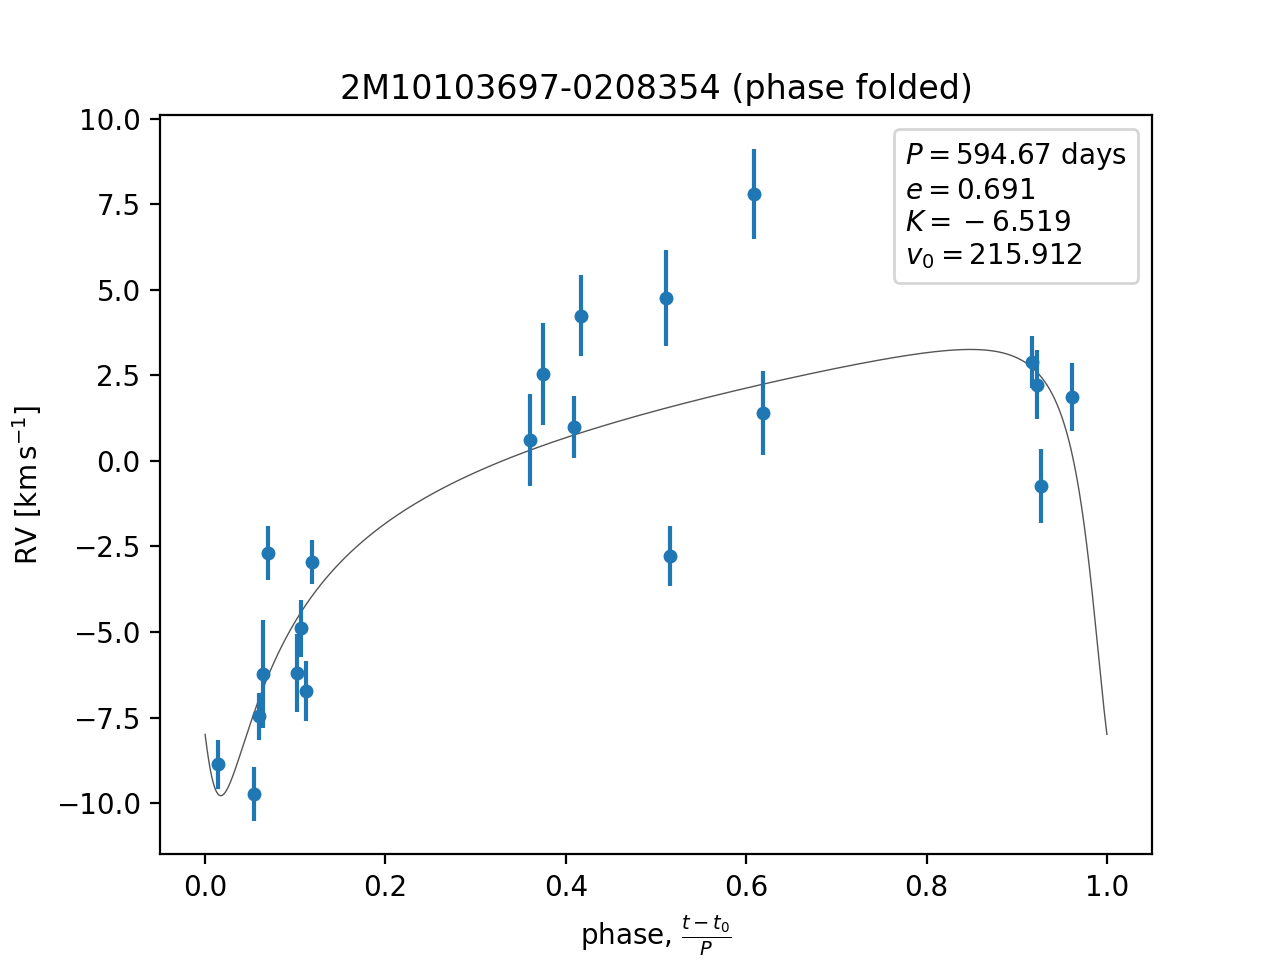 2M10103697-0208354 (phase folded)
P = 594.67 days
e = 0.691
K = −6.519
v₀ = 215.912
10.0
7.5
5.0
2.5
0.0
−2.5
−5.0
−7.5
−10.0
RV [km s⁻¹]
0.0 0.2 0.4 0.6 0.8 1.0
phase, (t − t₀)/P